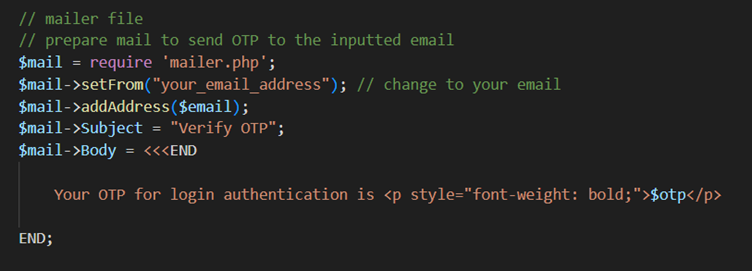 // mailer file
// prepare mail to send OTP to the inputted email
$mail = require 'mailer.php';
$mail->setFrom("your_email_address"); // change to your email
$mail->addAddress($email);
$mail->Subject = "Verify OTP";
$mail->Body = <<<END
Your OTP for login authentication is <p style="font-weight: bold;">$otp</p>
END;